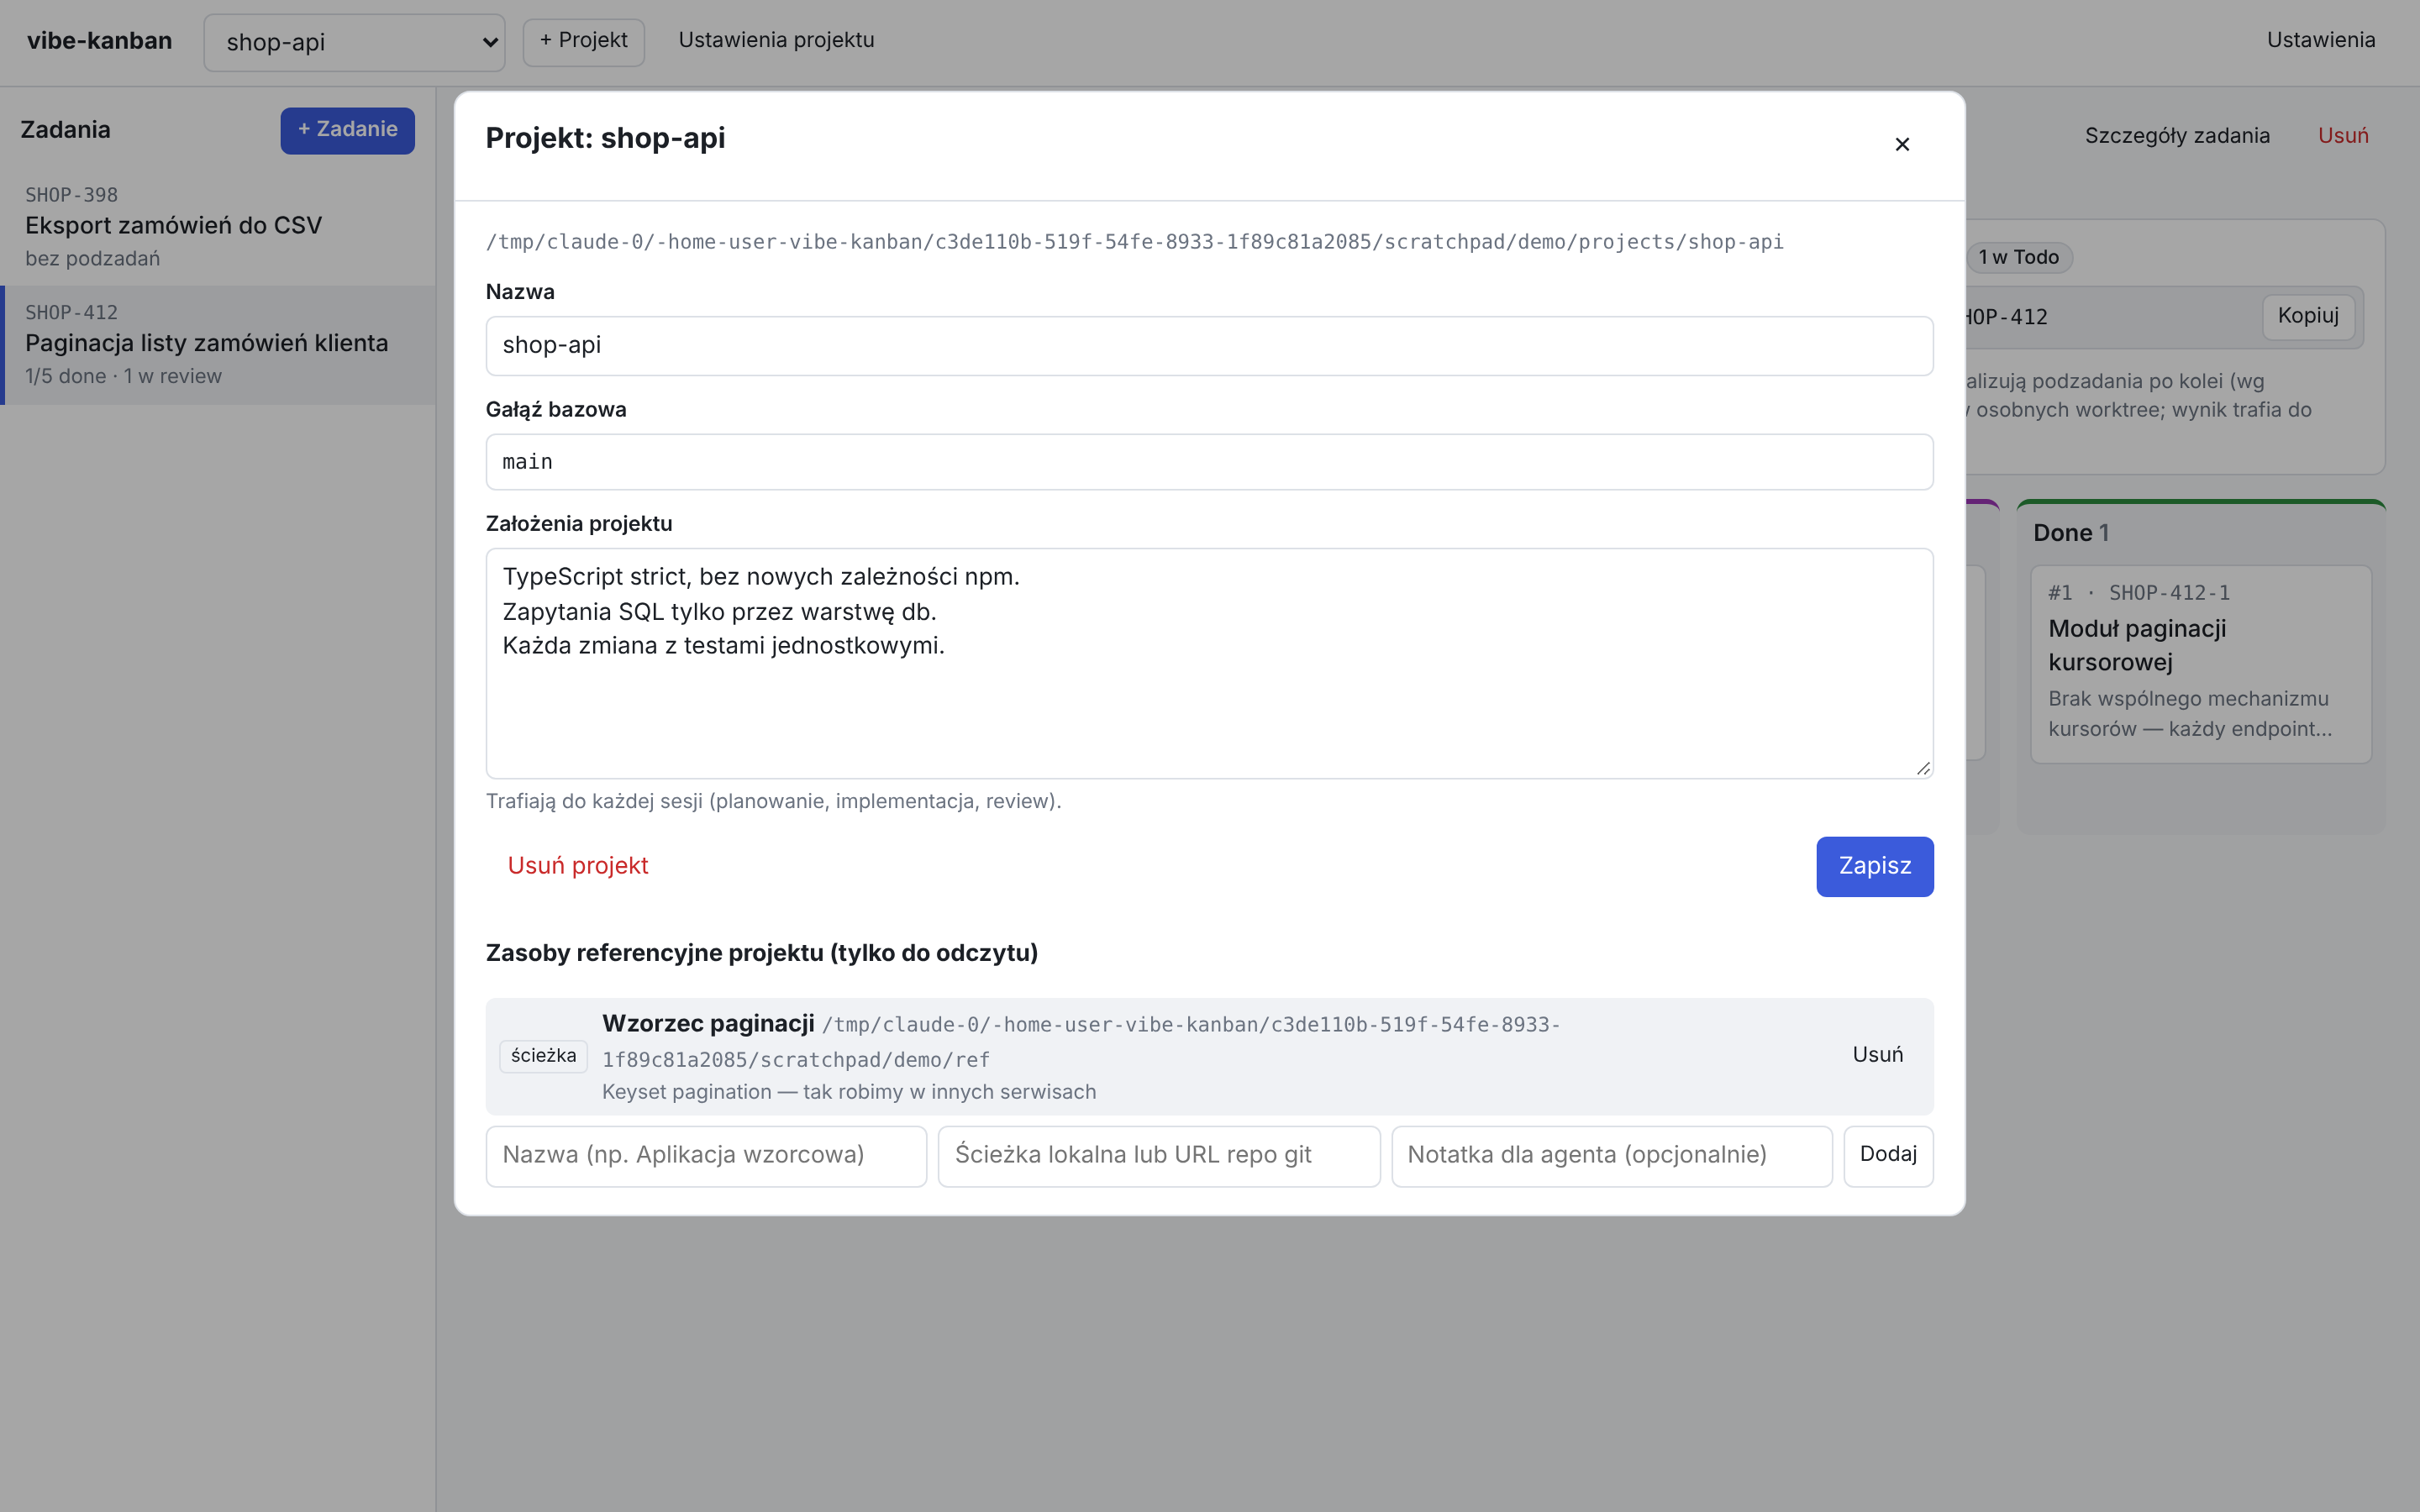 vibe-kanban
shop-api
+ Projekt
Ustawienia projektu
Ustawienia
Zadania
+ Zadanie
SHOP-398
Eksport zamówień do CSV
bez podzadań
SHOP-412
Paginacja listy zamówień klienta
1/5 done · 1 w review
Projekt: shop-api
×
/tmp/claude-0/-home-user-vibe-kanban/c3de110b-519f-54fe-8933-1f89c81a2085/scratchpad/demo/projects/shop-api
Nazwa
shop-api
Gałąź bazowa
main
Założenia projektu
TypeScript strict, bez nowych zależności npm.
Zapytania SQL tylko przez warstwę db.
Każda zmiana z testami jednostkowymi.
Trafiają do każdej sesji (planowanie, implementacja, review).
Usuń projekt
Zapisz
Zasoby referencyjne projektu (tylko do odczytu)
ścieżka
Wzorzec paginacji /tmp/claude-0/-home-user-vibe-kanban/c3de110b-519f-54fe-8933-
1f89c81a2085/scratchpad/demo/ref
Keyset pagination — tak robimy w innych serwisach
Usuń
Nazwa (np. Aplikacja wzorcowa)
Ścieżka lokalna lub URL repo git
Notatka dla agenta (opcjonalnie)
Dodaj
Szczegóły zadania
Usuń
1 w Todo
OP-412
Kopiuj
alizują podzadania po kolei (wg
osobnych worktree; wynik trafia do
Done 1
#1 · SHOP-412-1
Moduł paginacji
kursorowej
Brak wspólnego mechanizmu
kursorów — każdy endpoint...